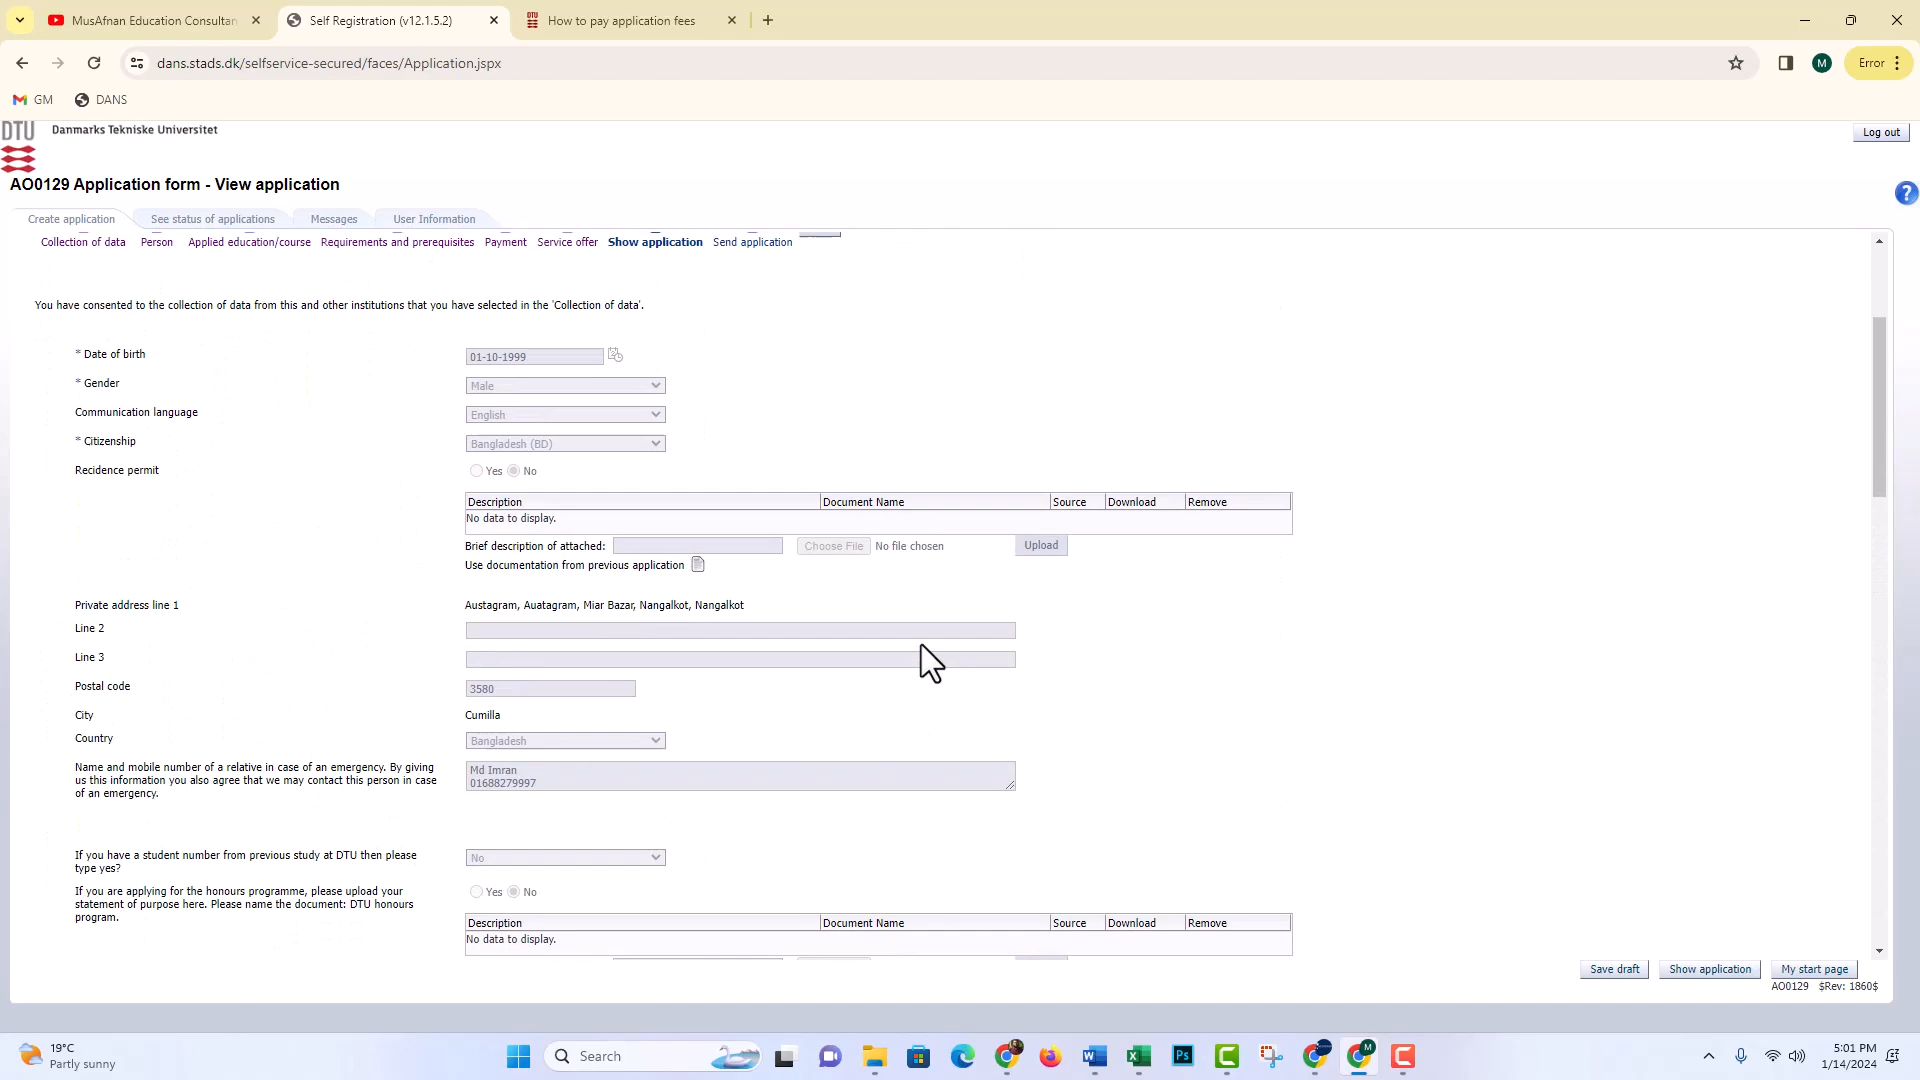 MusAfnan Education Consultan
Self Registration (v12.1.5.2)
How to pay application fees
dans.stads.dk/selfservice-secured/faces/Application.jspx
M
Error
GM
DANS
DTU
Danmarks Tekniske Universitet
Log out
AO0129 Application form - View application
?
Create application
See status of applications
Messages
User Information
Collection of data
Person
Applied education/course
Requirements and prerequisites
Payment
Service offer
Show application
Send application
You have consented to the collection of data from this and other institutions that you have selected in the 'Collection of data'.
* Date of birth
01-10-1999
* Gender
Male
Communication language
English
* Citizenship
Bangladesh (BD)
Recidence permit
Yes No
Description Document Name Source Download Remove
No data to display.
Brief description of attached:
Choose File No file chosen
Upload
Use documentation from previous application
Private address line 1
Austagram, Auatagram, Miar Bazar, Nangalkot, Nangalkot
Line 2
Line 3
Postal code
3580
City
Cumilla
Country
Bangladesh
Name and mobile number of a relative in case of an emergency. By giving
us this information you also agree that we may contact this person in case
of an emergency.
Md Imran
01688279997
If you have a student number from previous study at DTU then please
type yes?
No
If you are applying for the honours programme, please upload your
statement of purpose here. Please name the document: DTU honours
program.
Yes No
Description Document Name Source Download Remove
No data to display.
Save draft
Show application
My start page
AO0129 $Rev: 1860$
19°C
Partly sunny
Search
5:01 PM
1/14/2024